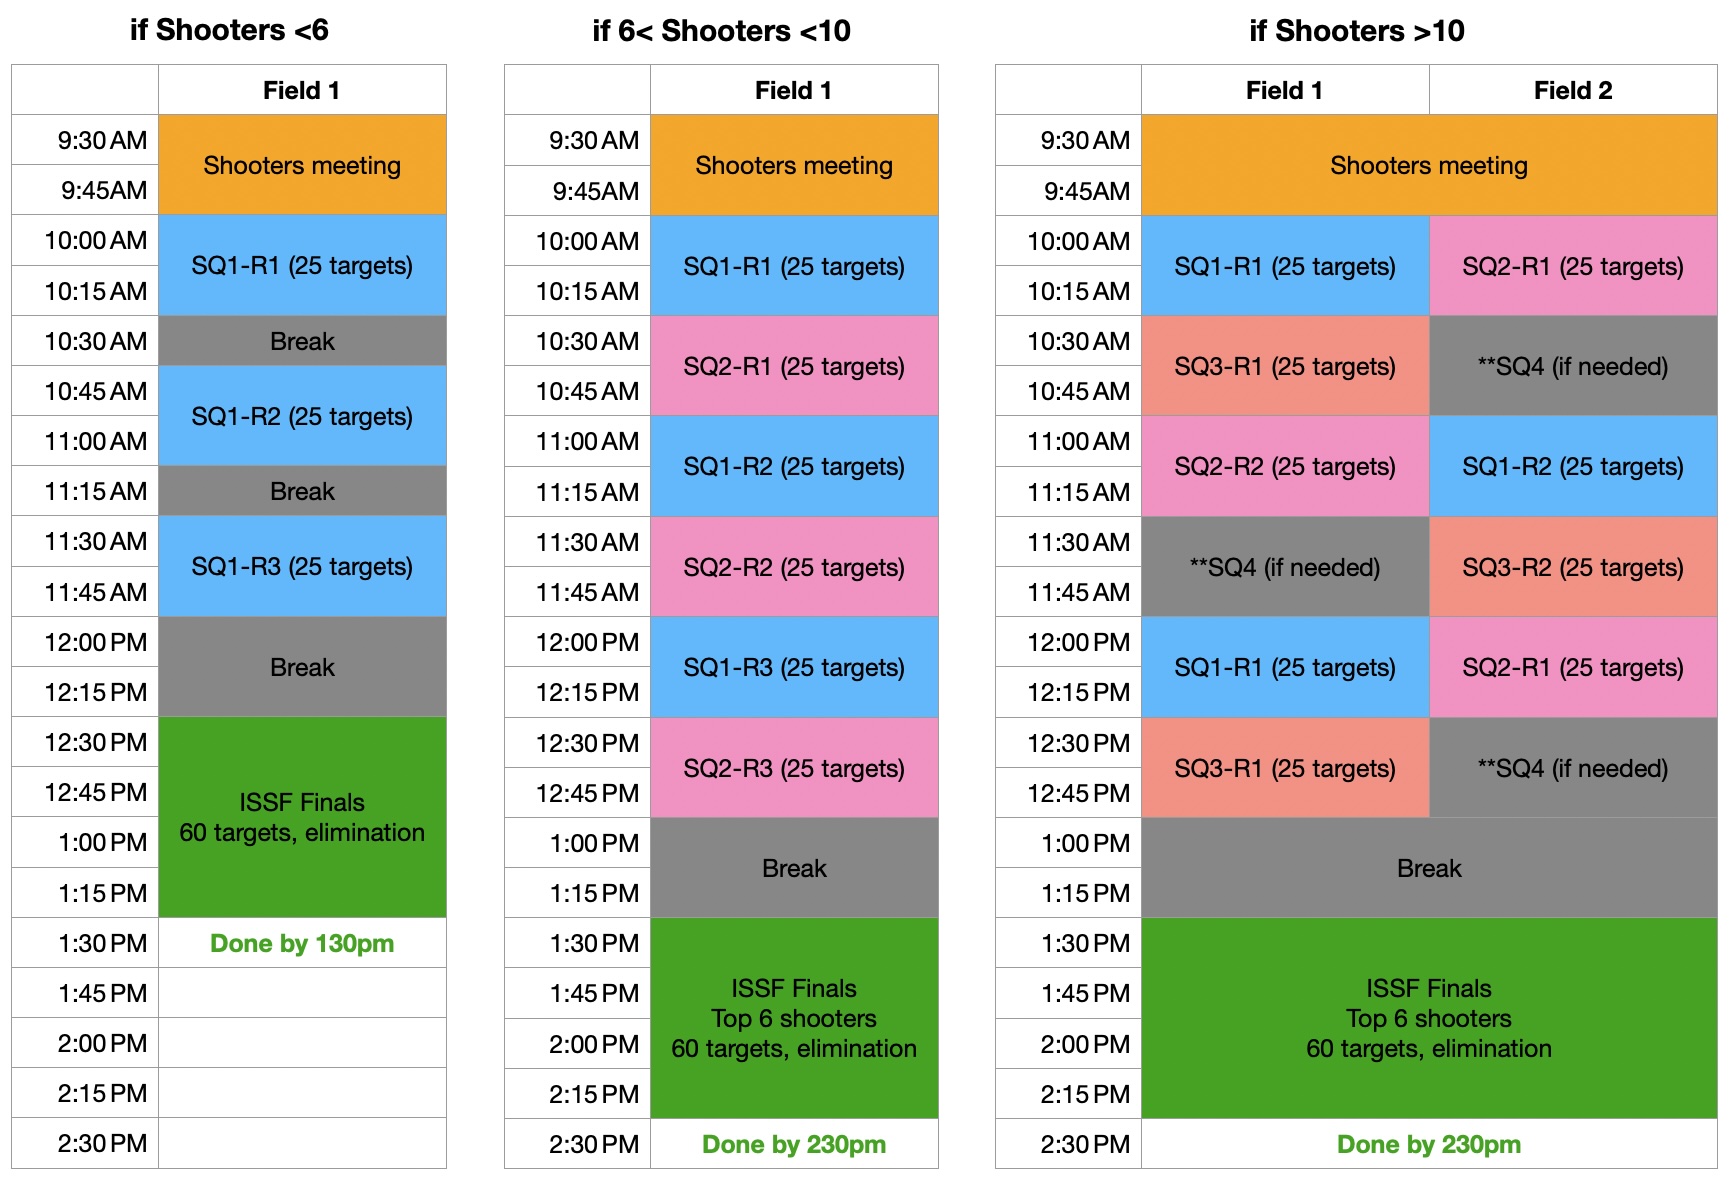 if Shooters <6
Field 1
9:30 AM
Shooters meeting
9:45AM
10:00 AM
SQ1-R1 (25 targets)
10:15 AM
10:30 AM
Break
10:45 AM
SQ1-R2 (25 targets)
11:00 AM
11:15 AM
Break
11:30 AM
SQ1-R3 (25 targets)
11:45 AM
12:00 PM
Break
12:15 PM
12:30 PM
12:45 PM
ISSF Finals
60 targets, elimination
1:00 PM
1:15 PM
1:30 PM
Done by 130pm
1:45 PM
2:00 PM
2:15 PM
2:30 PM
if 6< Shooters <10
Field 1
9:30 AM
Shooters meeting
9:45AM
10:00 AM
SQ1-R1 (25 targets)
10:15 AM
10:30 AM
SQ2-R1 (25 targets)
10:45 AM
11:00 AM
SQ1-R2 (25 targets)
11:15 AM
11:30 AM
SQ2-R2 (25 targets)
11:45 AM
12:00 PM
SQ1-R3 (25 targets)
12:15 PM
12:30 PM
SQ2-R3 (25 targets)
12:45 PM
1:00 PM
Break
1:15 PM
1:30 PM
1:45 PM
ISSF Finals
Top 6 shooters
60 targets, elimination
2:00 PM
2:15 PM
2:30 PM
Done by 230pm
if Shooters >10
Field 1
Field 2
9:30 AM
Shooters meeting
9:45AM
10:00 AM
SQ1-R1 (25 targets)
SQ2-R1 (25 targets)
10:15 AM
10:30 AM
SQ3-R1 (25 targets)
**SQ4 (if needed)
10:45 AM
11:00 AM
SQ2-R2 (25 targets)
SQ1-R2 (25 targets)
11:15 AM
11:30 AM
**SQ4 (if needed)
SQ3-R2 (25 targets)
11:45 AM
12:00 PM
SQ1-R1 (25 targets)
SQ2-R1 (25 targets)
12:15 PM
12:30 PM
SQ3-R1 (25 targets)
**SQ4 (if needed)
12:45 PM
1:00 PM
Break
1:15 PM
1:30 PM
1:45 PM
ISSF Finals
Top 6 shooters
60 targets, elimination
2:00 PM
2:15 PM
2:30 PM
Done by 230pm